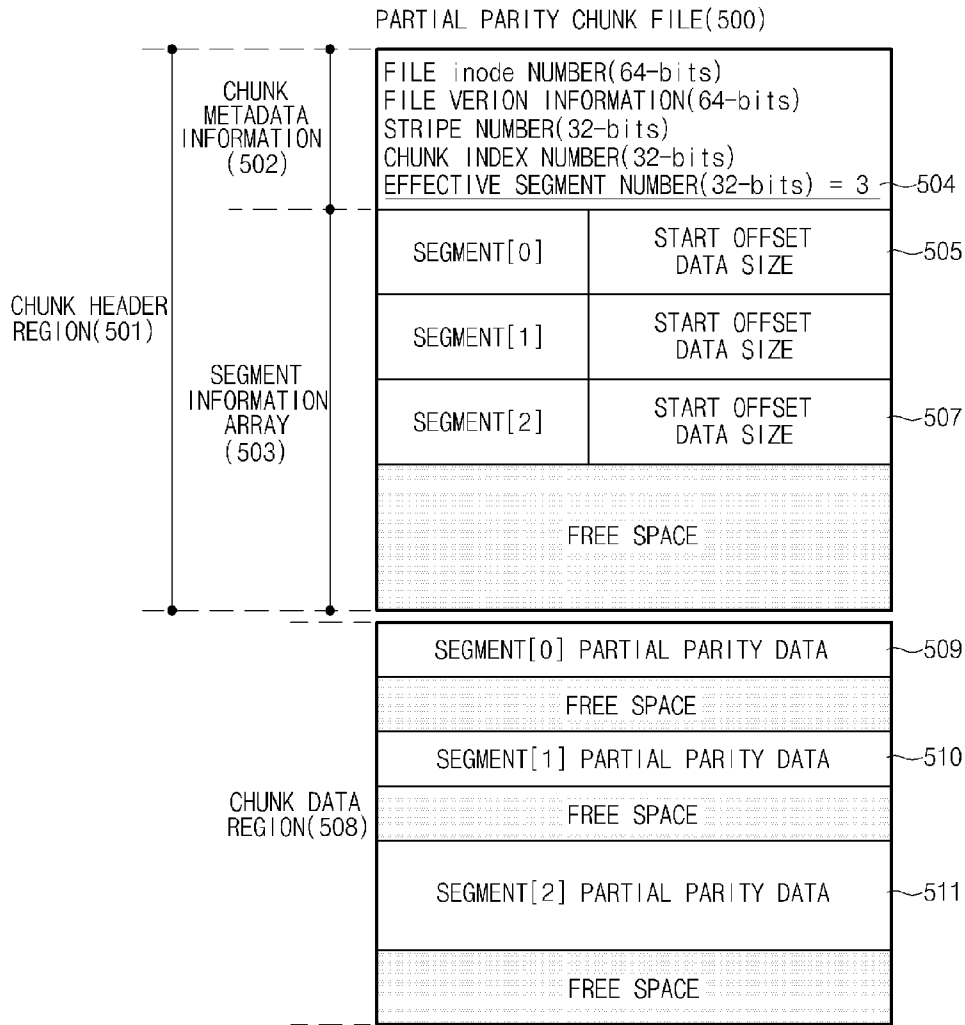 PARTIAL PARITY CHUNK FILE(500)
CHUNK
METADATA
INFORMATION
(502)
FILE inode NUMBER(64-bits)
FILE VERION INFORMATION(64-bits)
STRIPE NUMBER(32-bits)
CHUNK INDEX NUMBER(32-bits)
EFFECTIVE SEGMENT NUMBER(32-bits) = 3
504
CHUNK HEADER
REGION(501)
SEGMENT
INFORMATION
ARRAY
(503)
SEGMENT[0]
START OFFSET
DATA SIZE
505
SEGMENT[1]
START OFFSET
DATA SIZE
SEGMENT[2]
START OFFSET
DATA SIZE
507
FREE SPACE
CHUNK DATA
REGION(508)
SEGMENT[0] PARTIAL PARITY DATA
509
FREE SPACE
SEGMENT[1] PARTIAL PARITY DATA
510
FREE SPACE
SEGMENT[2] PARTIAL PARITY DATA
511
FREE SPACE